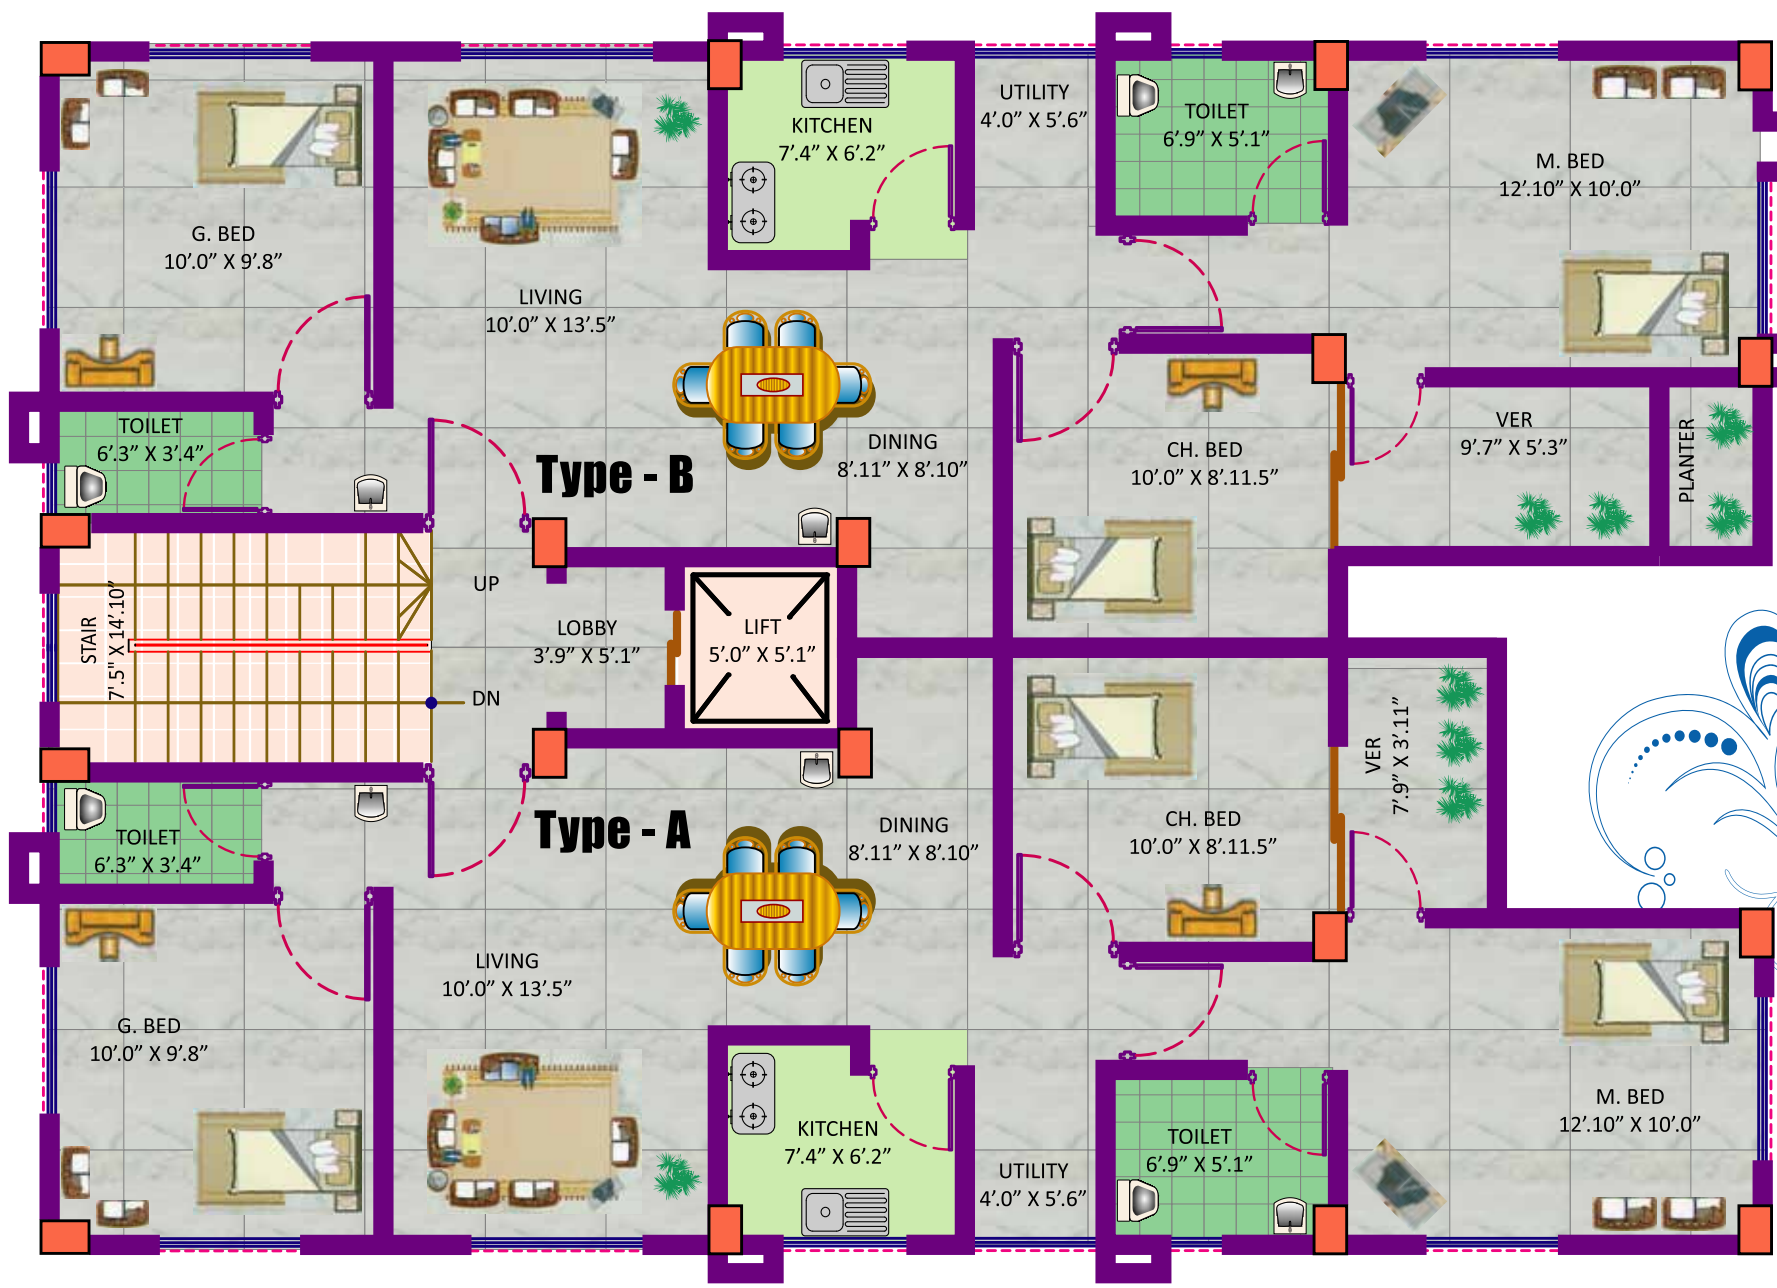 UTILITY
4'.0” X 5'.6”
TOILET
6'.9” X 5'.1”
KITCHEN
7'.4” X 6'.2”
M. BED
12'.10” X 10'.0”
G. BED
10'.0” X 9'.8”
LIVING
10'.0” X 13'.5”
TOILET
6'.3” X 3'.4”
Type - B
DINING
8'.11” X 8'.10”
CH. BED
10'.0” X 8'.11.5”
VER
9'.7” X 5'.3”
PLANTER
UP
STAIR
7'.5" X 14'.10”
LOBBY
3'.9” X 5'.1”
LIFT
5'.0” X 5'.1”
DN
VER
7'.9” X 3'.11”
TOILET
6'.3” X 3'.4”
Type - A
DINING
8'.11” X 8'.10”
CH. BED
10'.0” X 8'.11.5”
LIVING
10'.0” X 13'.5”
G. BED
10'.0” X 9'.8”
KITCHEN
7'.4” X 6'.2”
UTILITY
4'.0” X 5'.6”
TOILET
6'.9” X 5'.1”
M. BED
12'.10” X 10'.0”